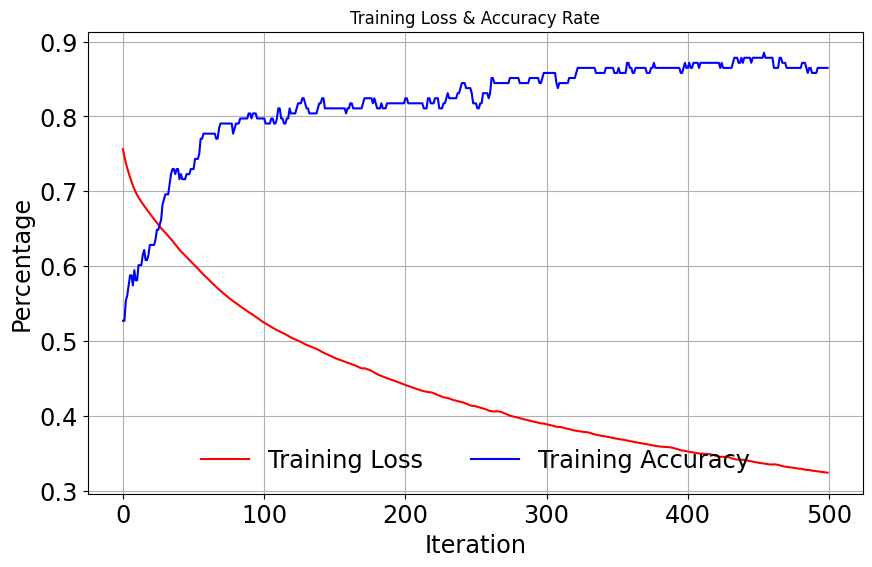 Training Loss & Accuracy Rate
Percentage
0.9
0.8
0.7
0.6
0.5
0.4
0.3
Training Loss Training Accuracy
0 100 200 300 400 500
Iteration